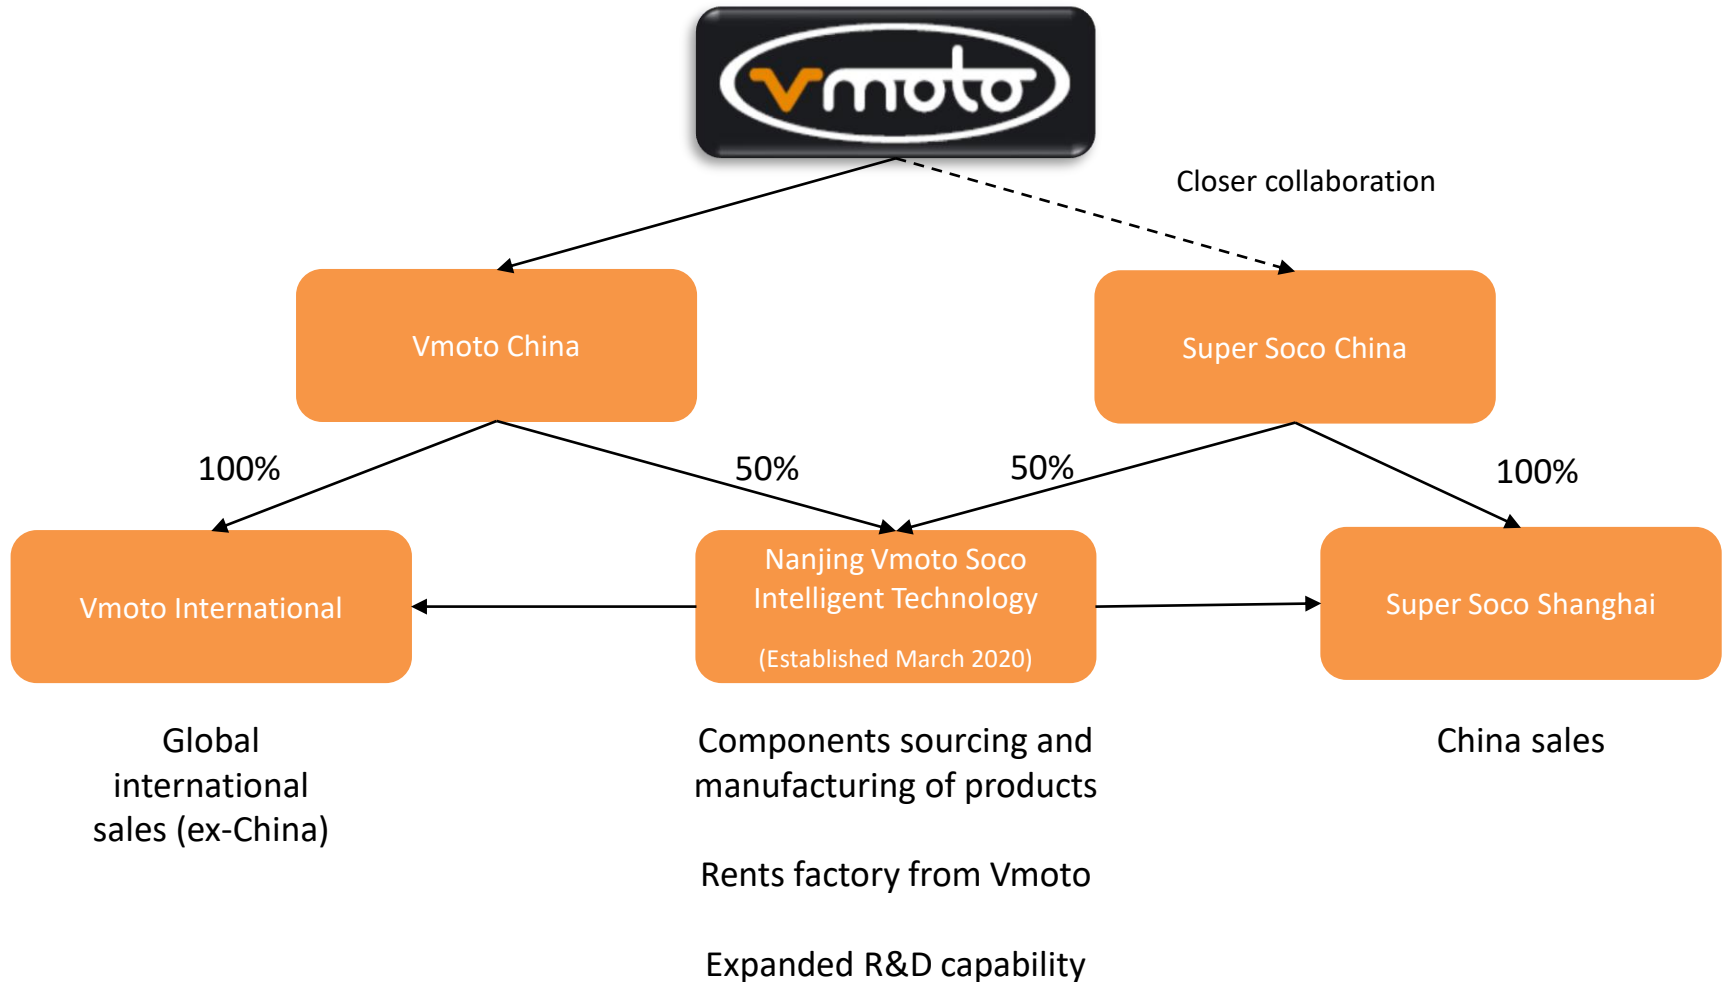 vmoto
Closer collaboration
Vmoto China
Super Soco China
100%
50%
50%
100%
Vmoto International
Nanjing Vmoto Soco
Intelligent Technology
(Established March 2020)
Super Soco Shanghai
Global
international
sales (ex-China)
Components sourcing and
manufacturing of products
Rents factory from Vmoto
Expanded R&D capability
China sales